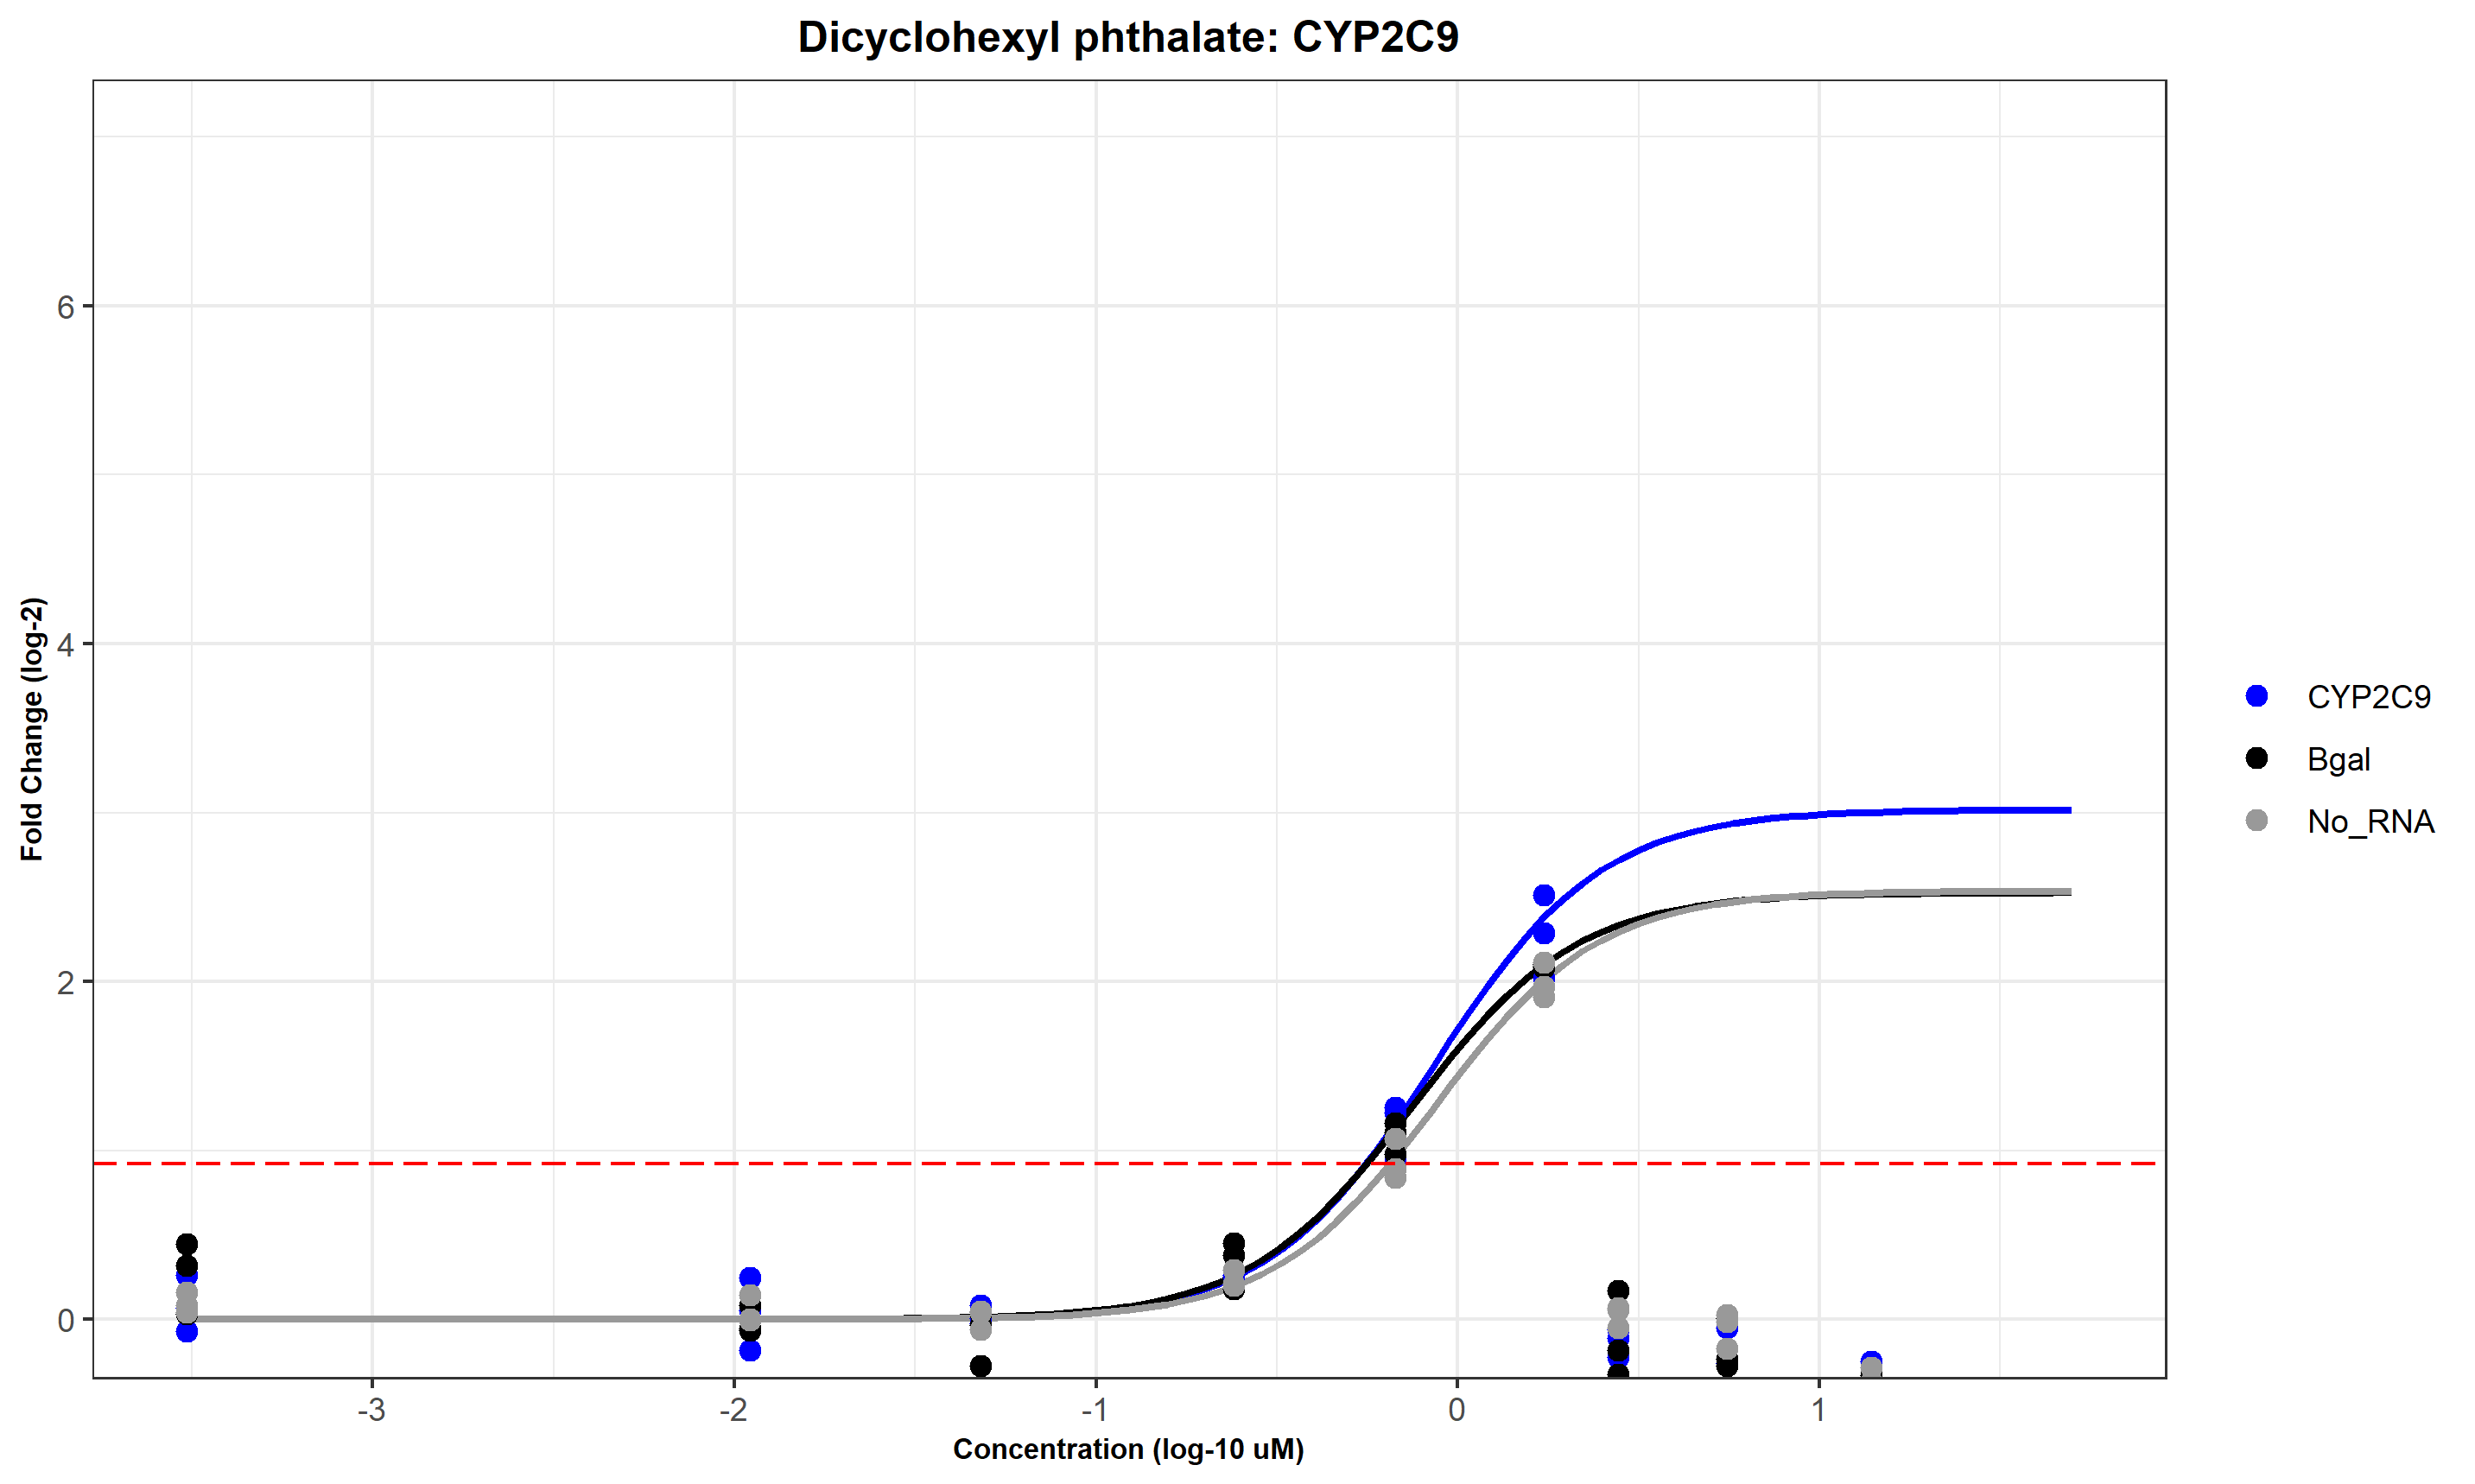 Dicyclohexyl phthalate: CYP2C9
Fold Change (log-2)
6
4
2
0
-3
-2
-1
0
1
Concentration (log-10 uM)
CYP2C9
Bgal
No_RNA